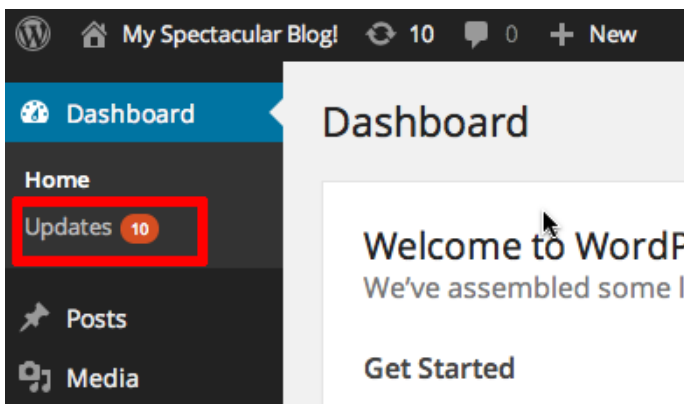 My Spectacular Blog! 10 0 + New
Dashboard
Dashboard
Home
Updates 10
Welcome to WordP
We've assembled some l
Posts
Media
Get Started